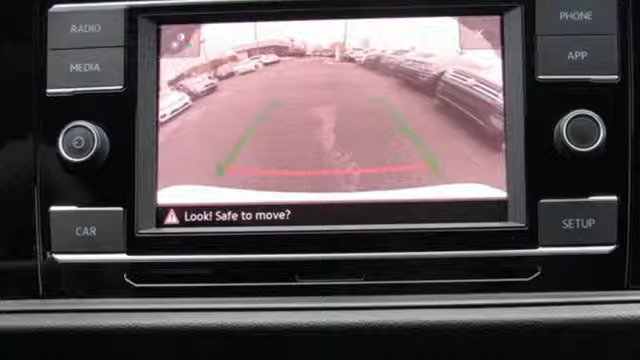 RADIO
PHONE
MEDIA
APP
Look! Safe to move?
CAR
SETUP